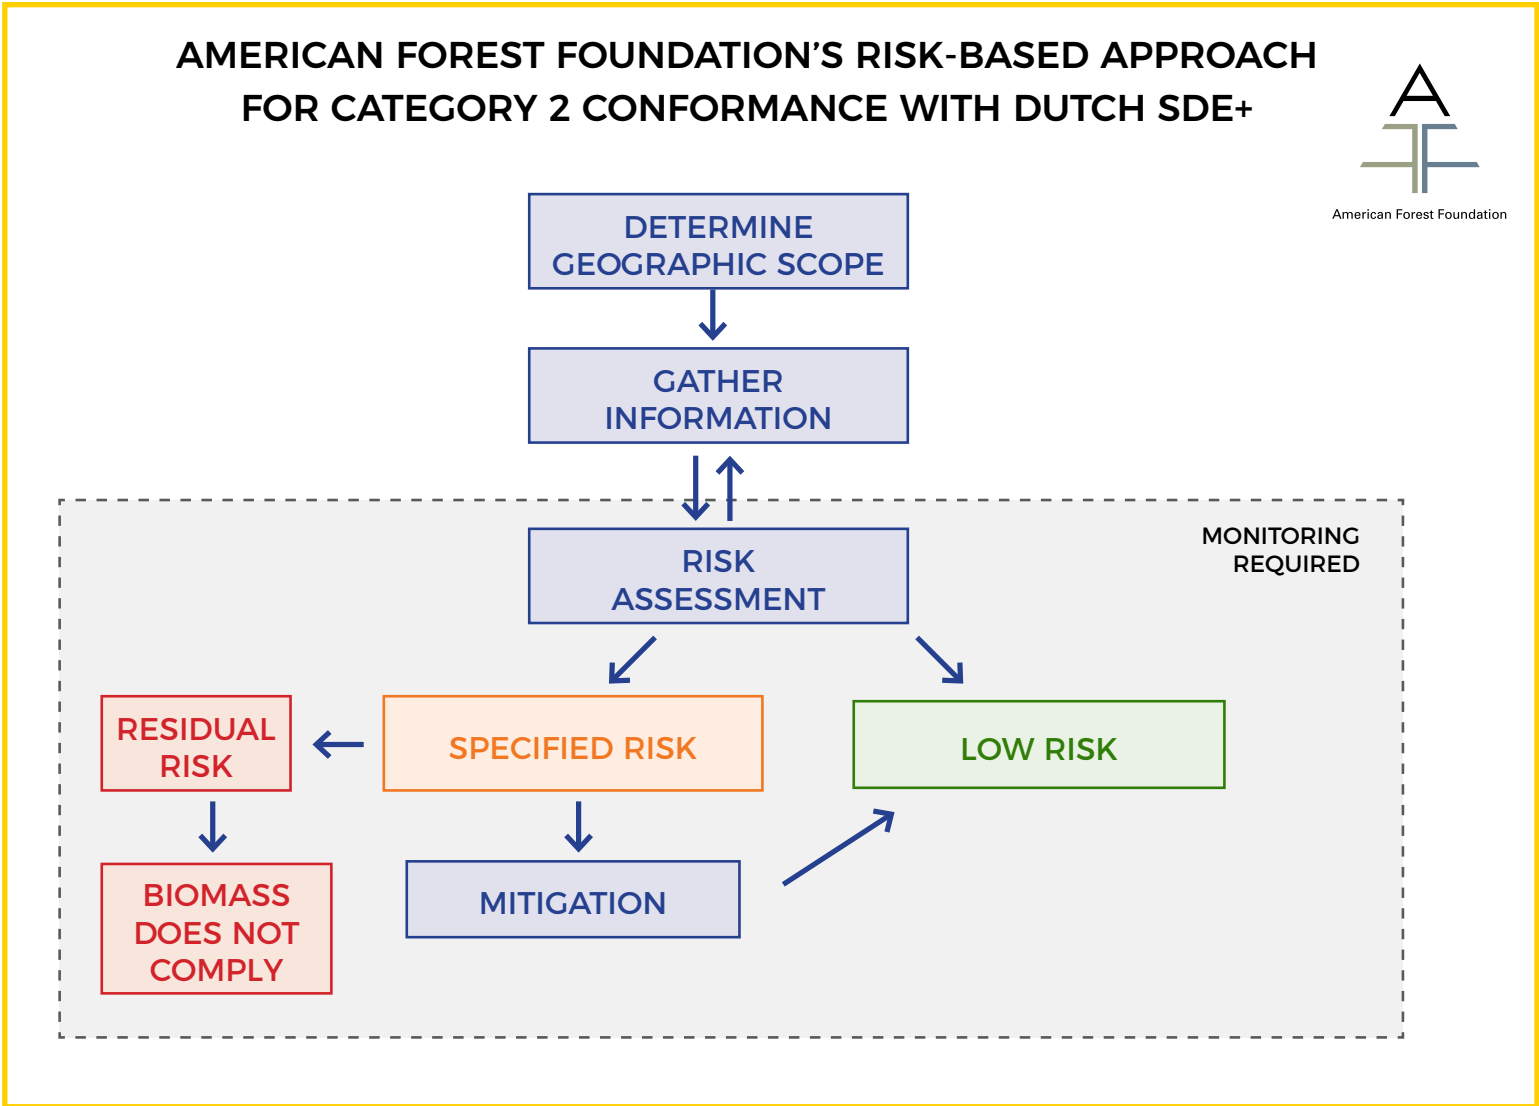 AMERICAN FOREST FOUNDATION’S RISK-BASED APPROACH
FOR CATEGORY 2 CONFORMANCE WITH DUTCH SDE+
American Forest Foundation
DETERMINE
GEOGRAPHIC SCOPE
GATHER
INFORMATION
MONITORING
REQUIRED
RISK
ASSESSMENT
RESIDUAL
RISK
SPECIFIED RISK
LOW RISK
BIOMASS
DOES NOT
COMPLY
MITIGATION